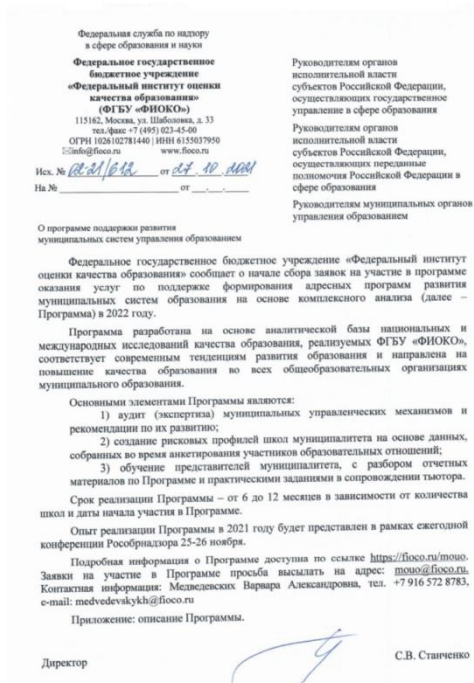 Федеральная служба по надзору
в сфере образования и науки
Федеральное государственное
бюджетное учреждение
«Федеральный институт оценки
качества образования»
(ФГБУ «ФИОКО»)
115162, Москва, ул. Шаболовка, д. 33
тел./факс +7 (495) 023-45-00
ОГРН 1026102781440 | ИНН 6155037950
info@fioco.ru www.fioco.ru
Исх. № 02-21/612 от 27.10.2021
На № от
Руководителям органов
исполнительной власти
субъектов Российской Федерации,
осуществляющих государственное
управление в сфере образования
Руководителям органов
исполнительной власти
субъектов Российской Федерации,
осуществляющих переданные
полномочия Российской Федерации в
сфере образования
Руководителям муниципальных органов
управления образованием
О программе поддержки развития
муниципальных систем управления образованием
Федеральное государственное бюджетное учреждение «Федеральный институт
оценки качества образования» сообщает о начале сбора заявок на участие в программе
оказания услуг по поддержке формирования адресных программ развития
муниципальных систем образования на основе комплексного анализа (далее –
Программа) в 2022 году.
Программа разработана на основе аналитической базы национальных и
международных исследований качества образования, реализуемых ФГБУ «ФИОКО»,
соответствует современным тенденциям развития образования и направлена на
повышение качества образования во всех общеобразовательных организациях
муниципального образования.
Основными элементами Программы являются:
1) аудит (экспертиза) муниципальных управленческих механизмов и
рекомендации по их развитию;
2) создание рисковых профилей школ муниципалитета на основе данных,
собранных во время анкетирования участников образовательных отношений;
3) обучение представителей муниципалитета, с разбором отчетных
материалов по Программе и практическими заданиями в сопровождении тьютора.
Срок реализации Программы – от 6 до 12 месяцев в зависимости от количества
школ и даты начала участия в Программе.
Опыт реализации Программы в 2021 году будет представлен в рамках ежегодной
конференции Рособрнадзора 25-26 ноября.
Подробная информация о Программе доступна по ссылке https://fioco.ru/mouo.
Заявки на участие в Программе просьба высылать на адрес: mouo@fioco.ru.
Контактная информация: Медведевских Варвара Александровна, тел. +7 916 572 8783,
e-mail: medvedevskykh@fioco.ru
Приложение: описание Программы.
Директор С.В. Станченко